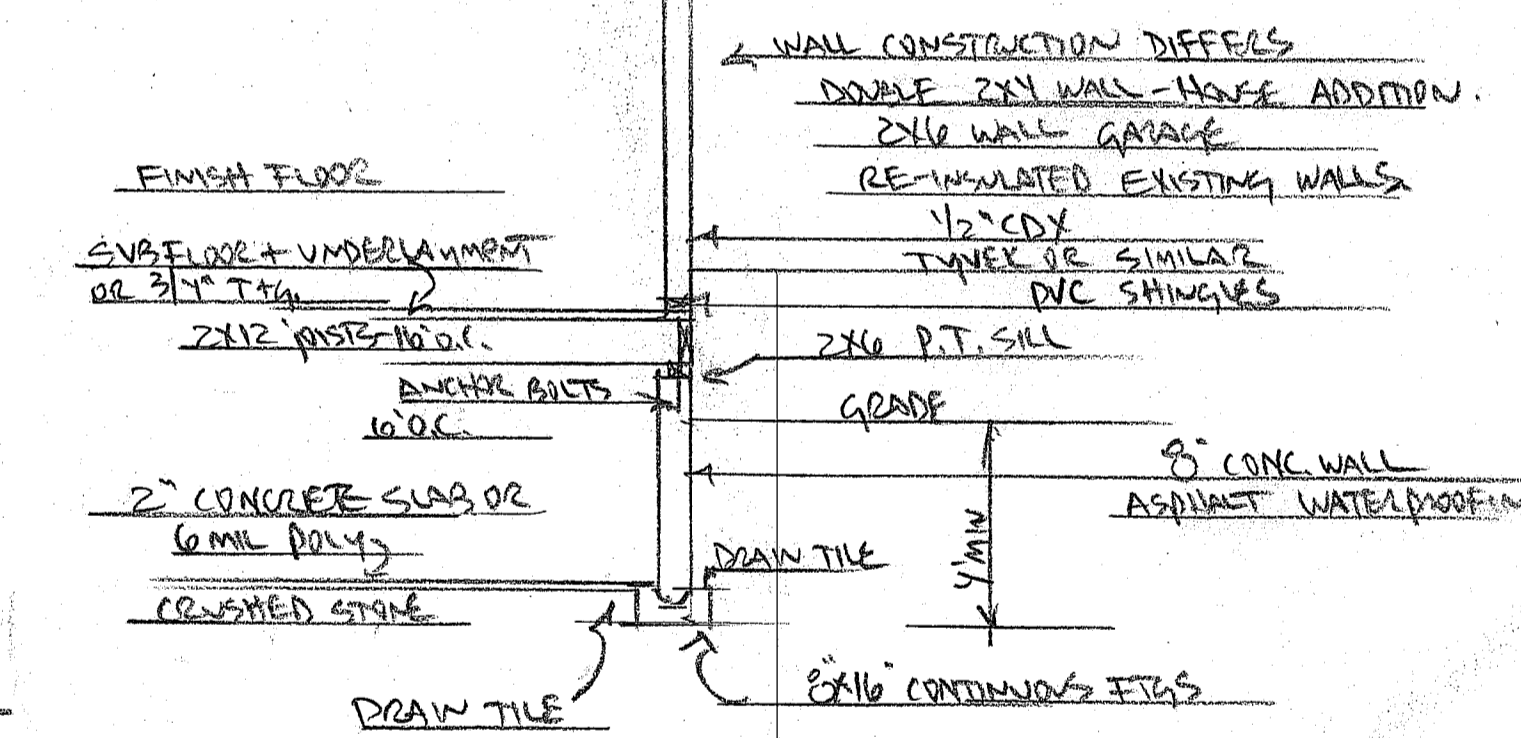 WALL CONSTRUCTION DIFFERS
DOUBLE 2X4 WALL - HOUSE ADDITION.
2X6 WALL GARAGE
RE-INSULATED EXISTING WALLS
1/2" CDX
TYVEK OR SIMILAR
PVC SHINGLES
2X6 P.T. SILL
GRADE
8" CONC. WALL
ASPHALT WATERPROOFIN
4' MIN
FINISH FLOOR
SUBFLOOR + UNDERLAYMENT
OR 3/4" T+G.
2X12 JOISTS - 16" O.C.
ANCHOR BOLTS
6' O.C.
2" CONCRETE SLAB OR
6 MIL POLY
CRUSHED STONE
DRAIN TILE
DRAIN TILE
8"X16" CONTINUOUS FTGS